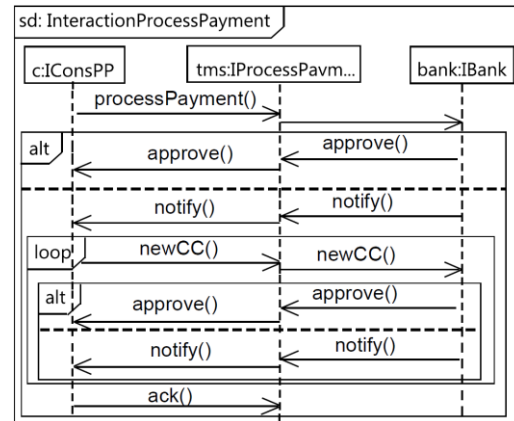 sd: InteractionProcessPayment
c:IConsPP tms:IProcessPavm... bank:IBank
processPayment()
alt
approve() approve()
notify() notify()
loop newCC() newCC()
alt
approve() approve()
notify() notify()
ack()